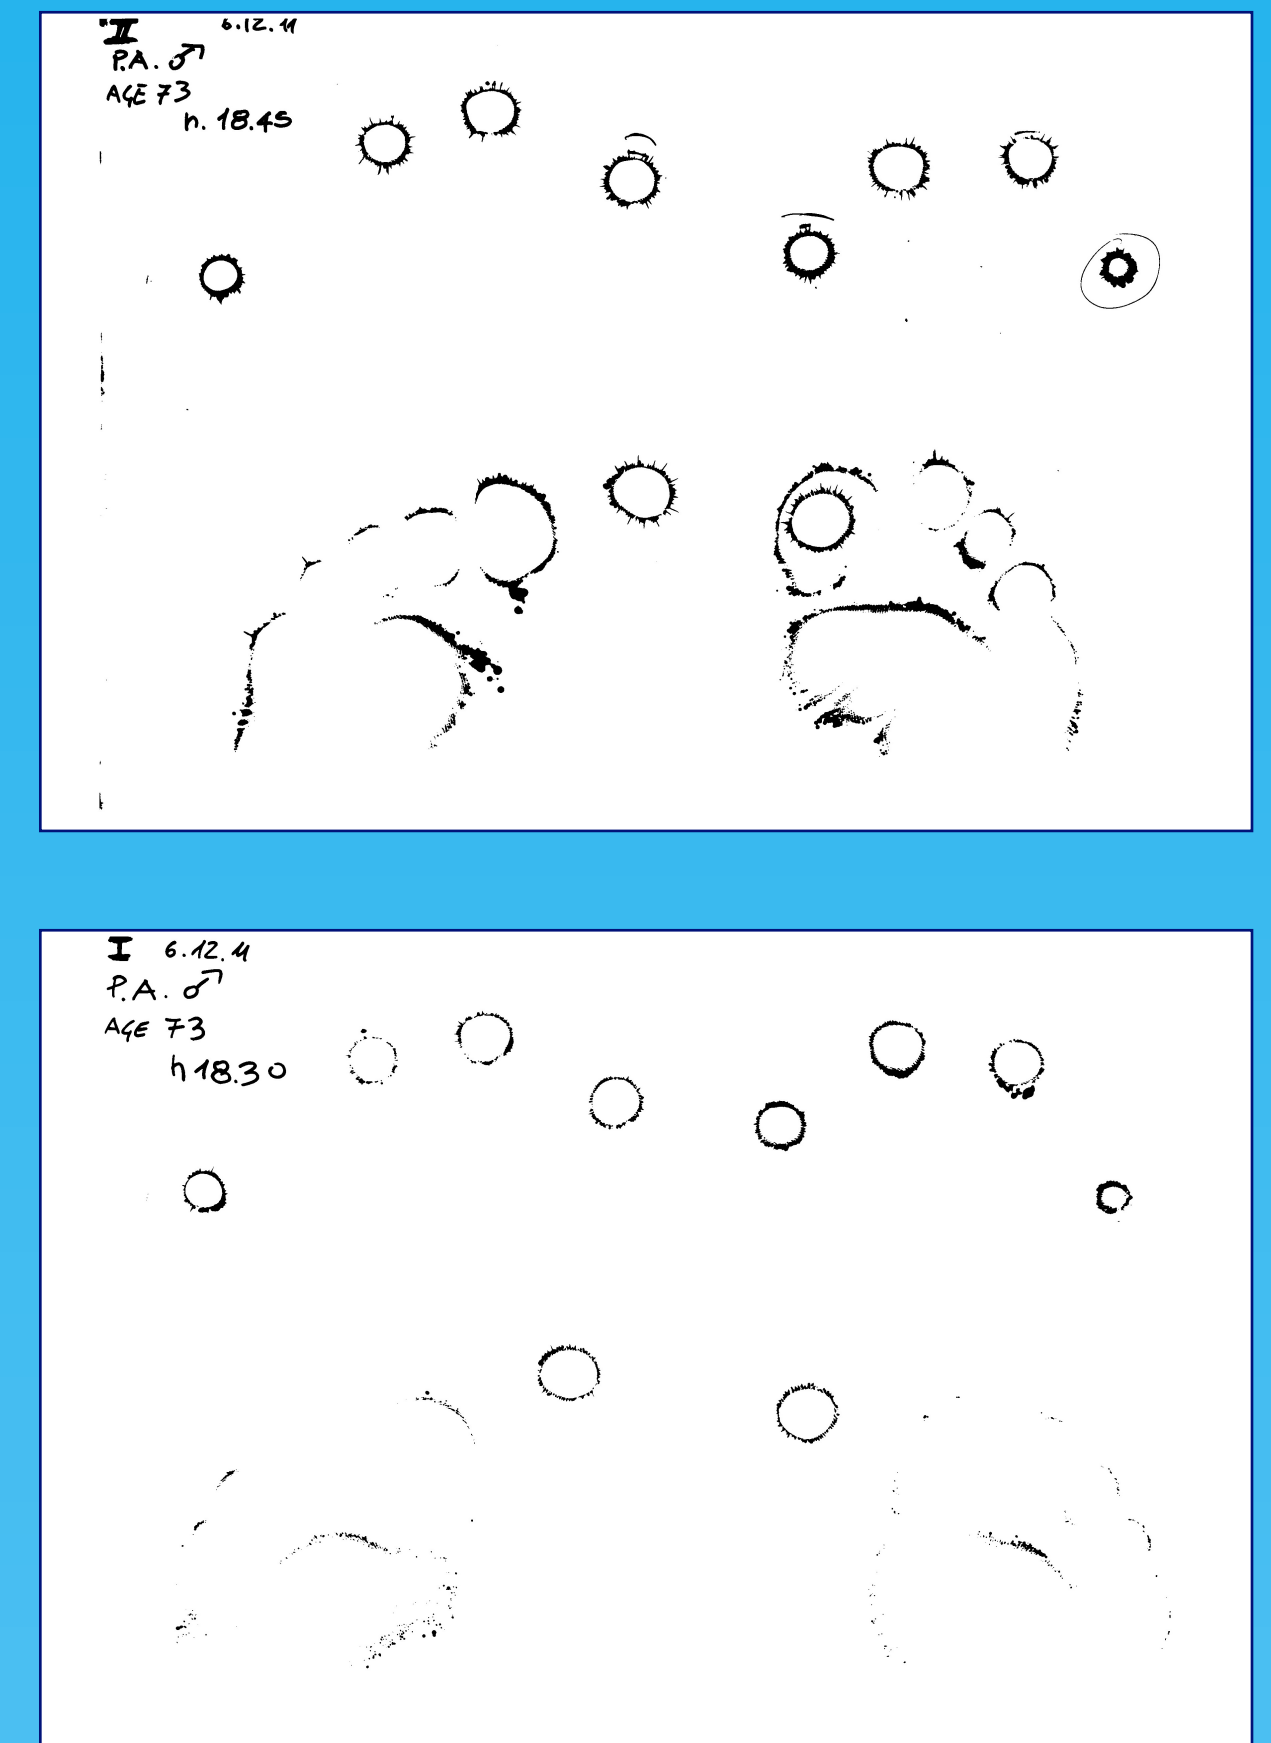 II 6.12.11
P.A. ♂
AGE 73
h. 18.45
I 6.12.11
P.A. ♂
AGE 73
h 18.30